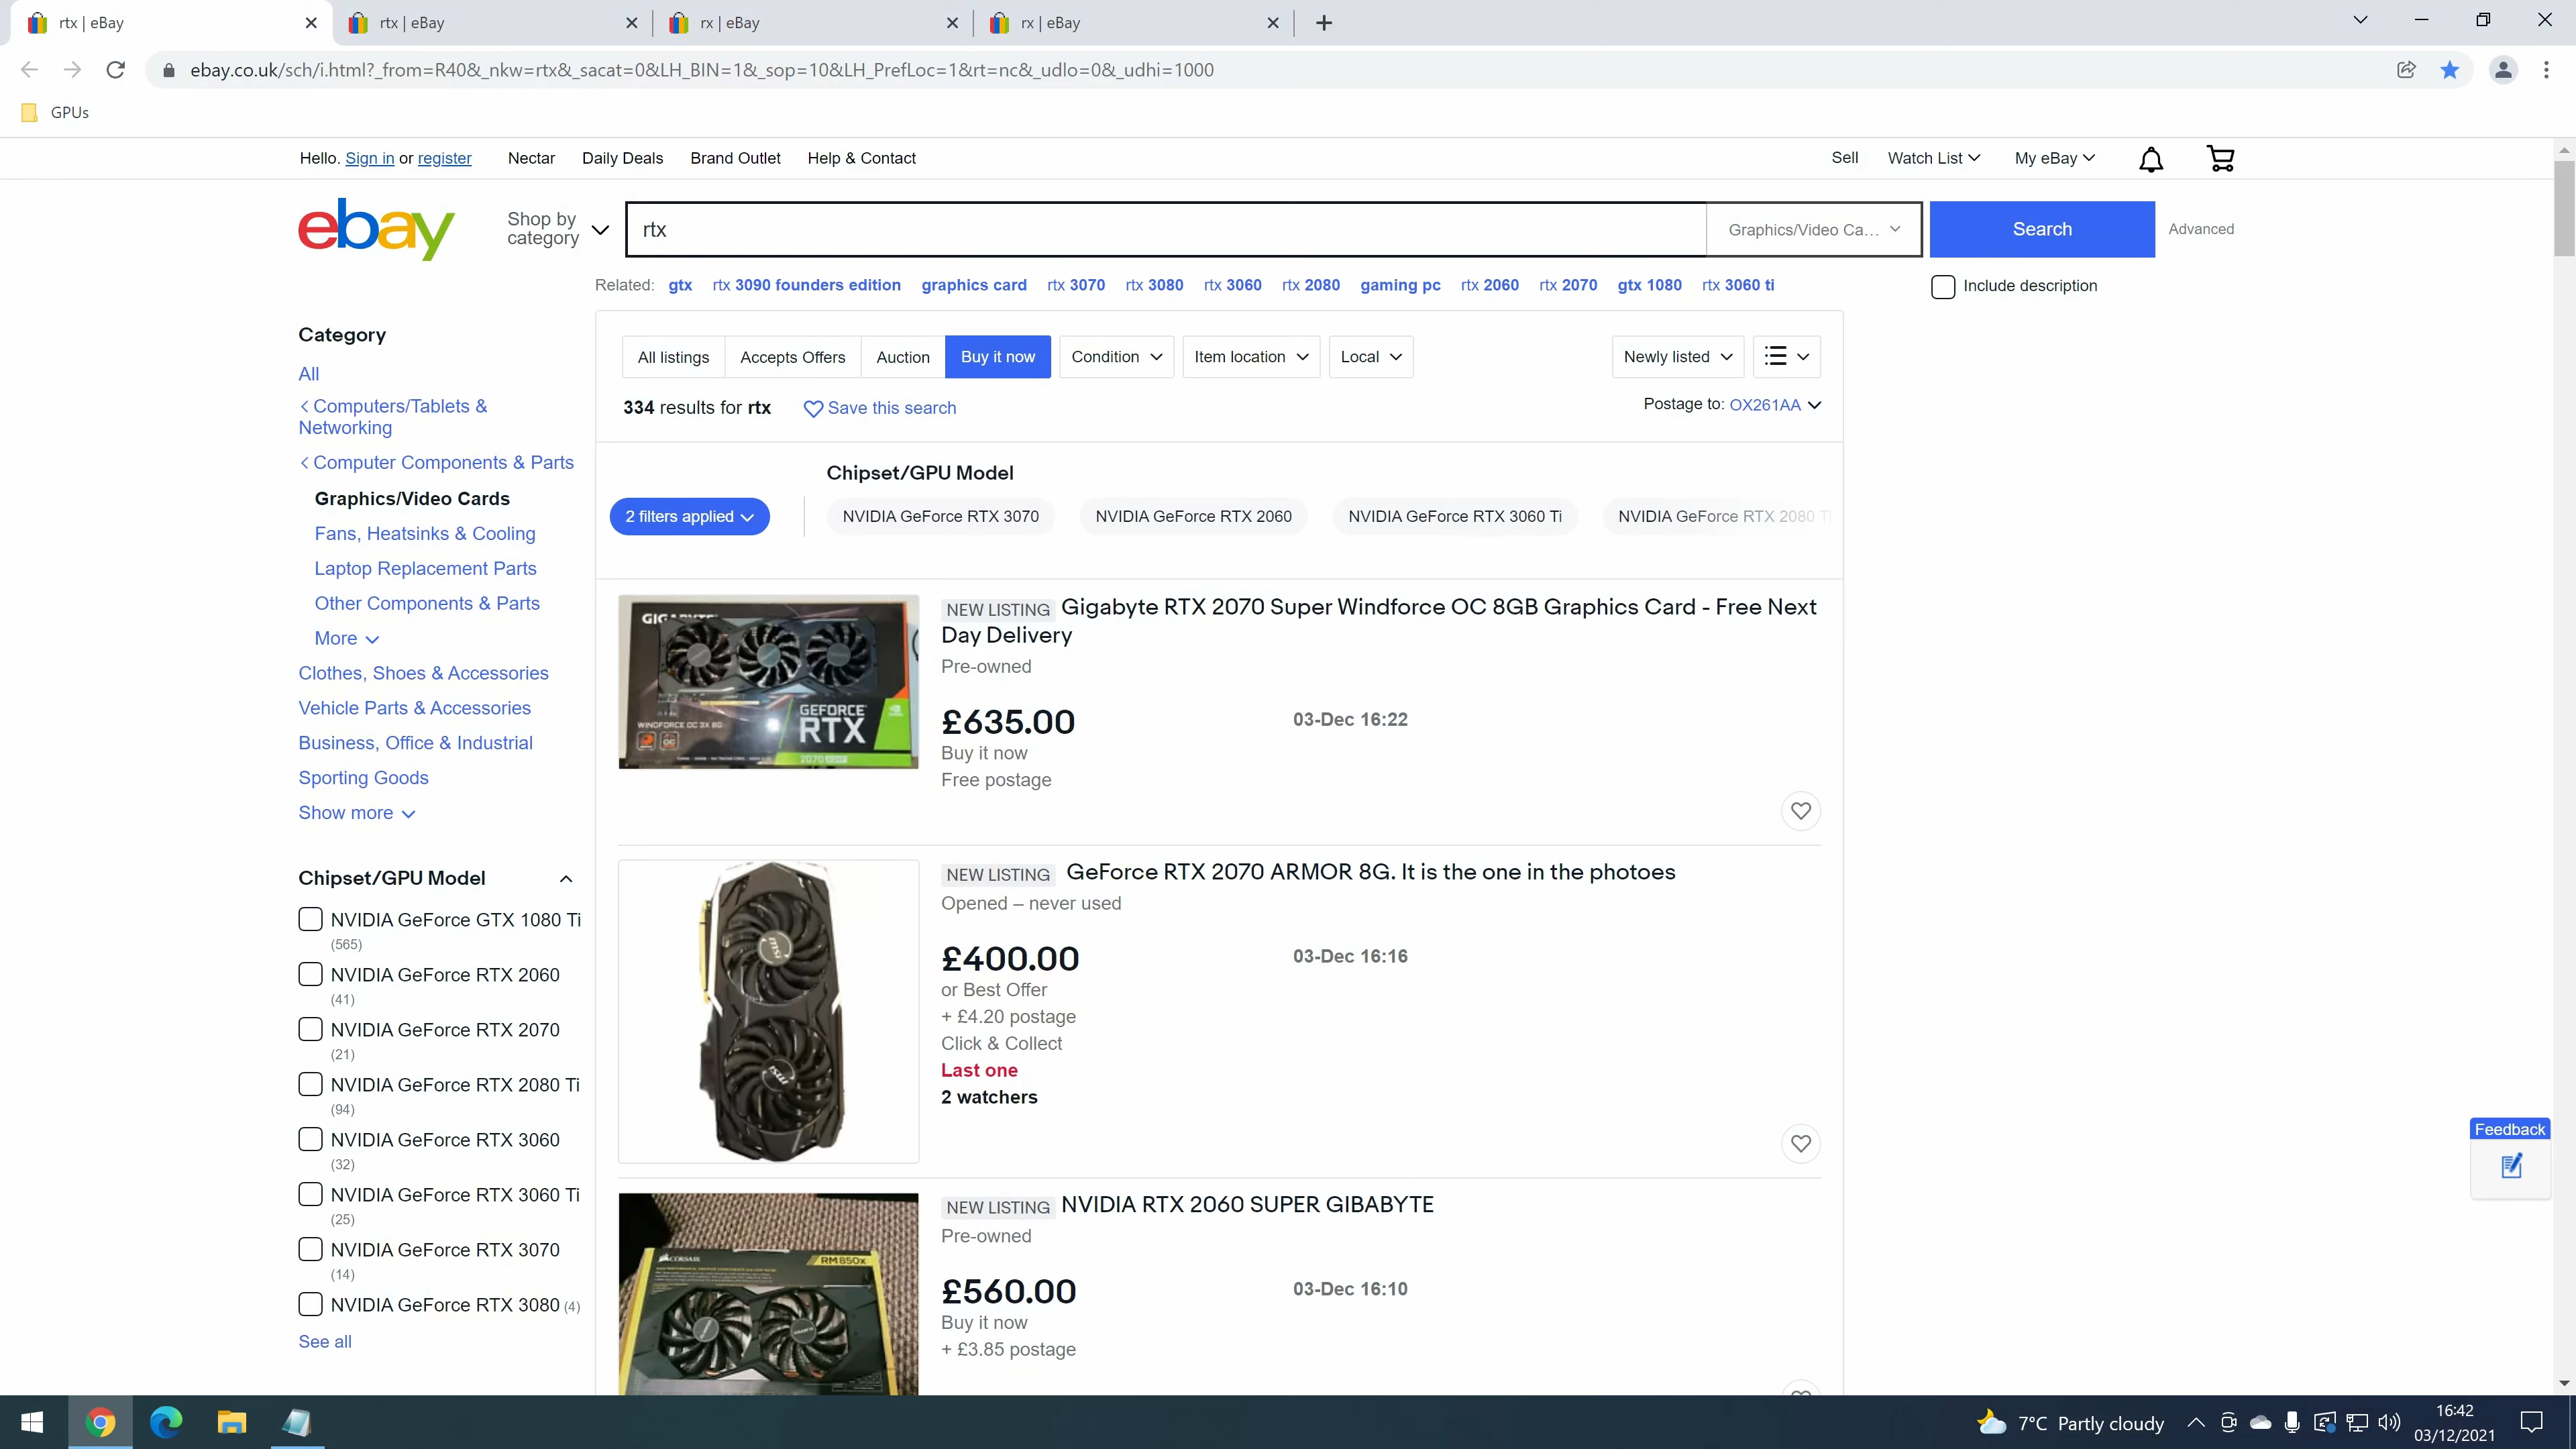 rtx | eBay
rtx | eBay
rx | eBay
rx | eBay
ebay.co.uk/sch/i.html?_from=R40&_nkw=rtx&_sacat=0&LH_BIN=1&_sop=10&LH_PrefLoc=1&rt=nc&_udlo=0&_udhi=1000
GPUs
Hello. Sign in or register
Nectar
Daily Deals
Brand Outlet
Help & Contact
Sell
Watch List
My eBay
ebay
Shop by
category
rtx
Graphics/Video Ca...
Search
Advanced
Related: gtx rtx 3090 founders edition graphics card rtx 3070 rtx 3080 rtx 3060 rtx 2080 gaming pc rtx 2060 rtx 2070 gtx 1080 rtx 3060 ti
Include description
Category
All
Computers/Tablets &
Networking
Computer Components & Parts
Graphics/Video Cards
Fans, Heatsinks & Cooling
Laptop Replacement Parts
Other Components & Parts
More
Clothes, Shoes & Accessories
Vehicle Parts & Accessories
Business, Office & Industrial
Sporting Goods
Show more
Chipset/GPU Model
NVIDIA GeForce GTX 1080 Ti
(565)
NVIDIA GeForce RTX 2060
(41)
NVIDIA GeForce RTX 2070
(21)
NVIDIA GeForce RTX 2080 Ti
(94)
NVIDIA GeForce RTX 3060
(32)
NVIDIA GeForce RTX 3060 Ti
(25)
NVIDIA GeForce RTX 3070
(14)
NVIDIA GeForce RTX 3080 (4)
See all
All listings
Accepts Offers
Auction
Buy it now
Condition
Item location
Local
Newly listed
334 results for rtx
Save this search
Postage to: OX261AA
Chipset/GPU Model
2 filters applied
NVIDIA GeForce RTX 3070
NVIDIA GeForce RTX 2060
NVIDIA GeForce RTX 3060 Ti
NVIDIA GeForce RTX 2080 Ti
GIGABYTE
WINDFORCE OC 3X 8G
GEFORCE
RTX
2070 SUPER
NEW LISTING Gigabyte RTX 2070 Super Windforce OC 8GB Graphics Card - Free Next
Day Delivery
Pre-owned
£635.00
03-Dec 16:22
Buy it now
Free postage
msi
msi
NEW LISTING GeForce RTX 2070 ARMOR 8G. It is the one in the photoes
Opened – never used
£400.00
03-Dec 16:16
or Best Offer
+ £4.20 postage
Click & Collect
Last one
2 watchers
CORSAIR
RM850x
NEW LISTING NVIDIA RTX 2060 SUPER GIBABYTE
Pre-owned
£560.00
03-Dec 16:10
Buy it now
+ £3.85 postage
Feedback
7°C Partly cloudy
16:42
03/12/2021